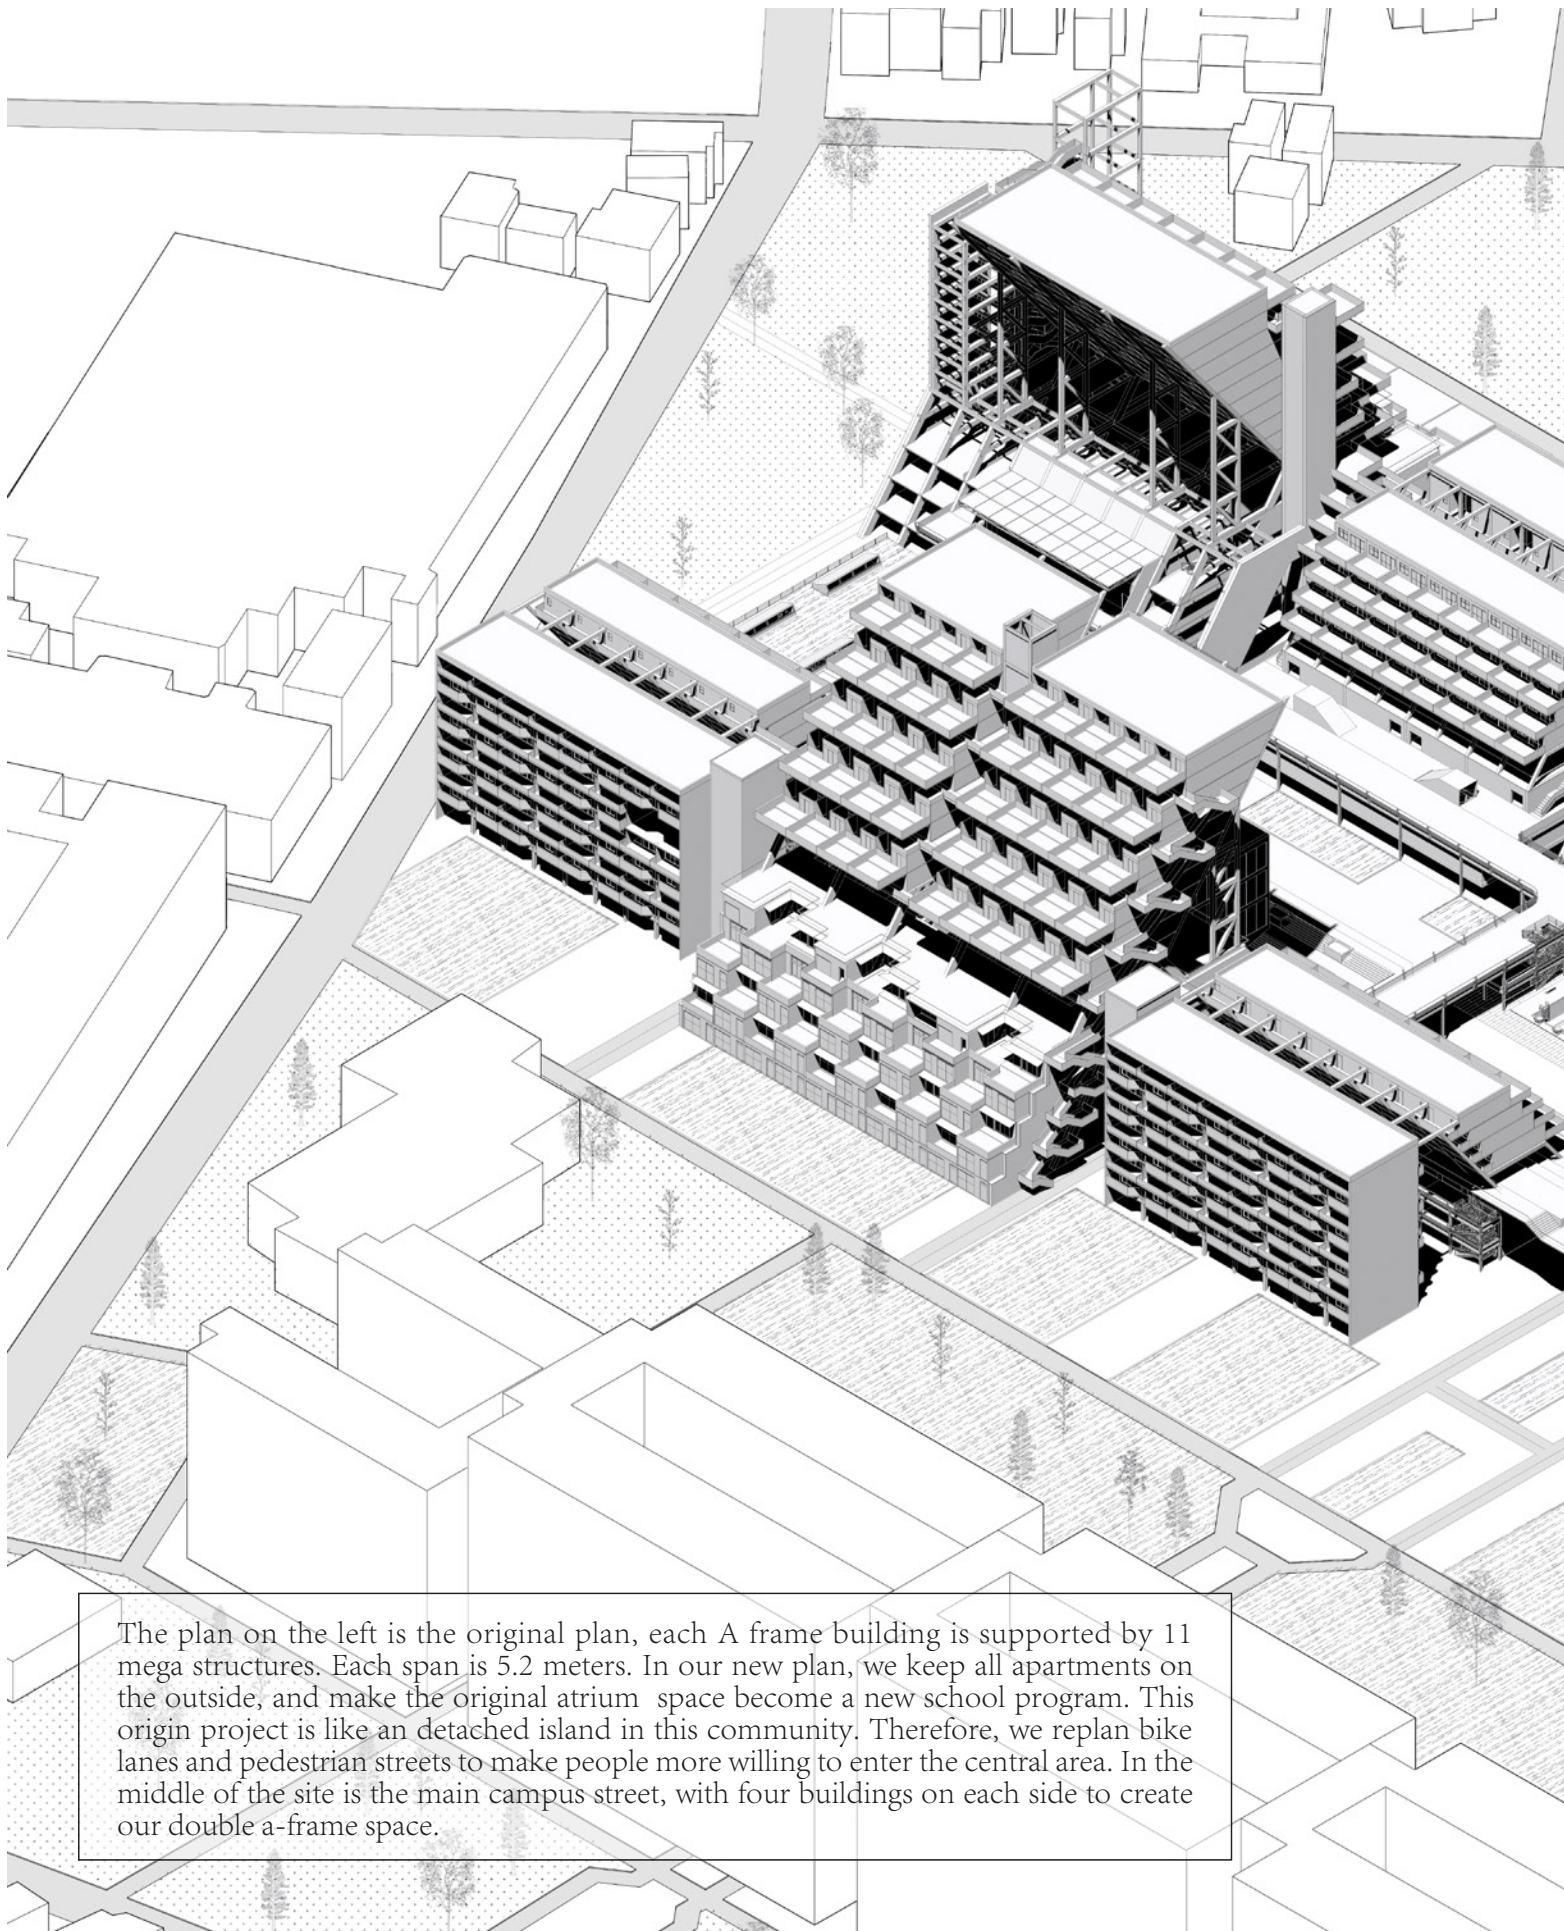 The plan on the left is the original plan, each A frame building is supported by 11
mega structures. Each span is 5.2 meters. In our new plan, we keep all apartments on
the outside, and make the original atrium  space become a new school program. This
origin project is like an detached island in this community. Therefore, we replan bike
lanes and pedestrian streets to make people more willing to enter the central area. In the
middle of the site is the main campus street, with four buildings on each side to create
our double a-frame space.